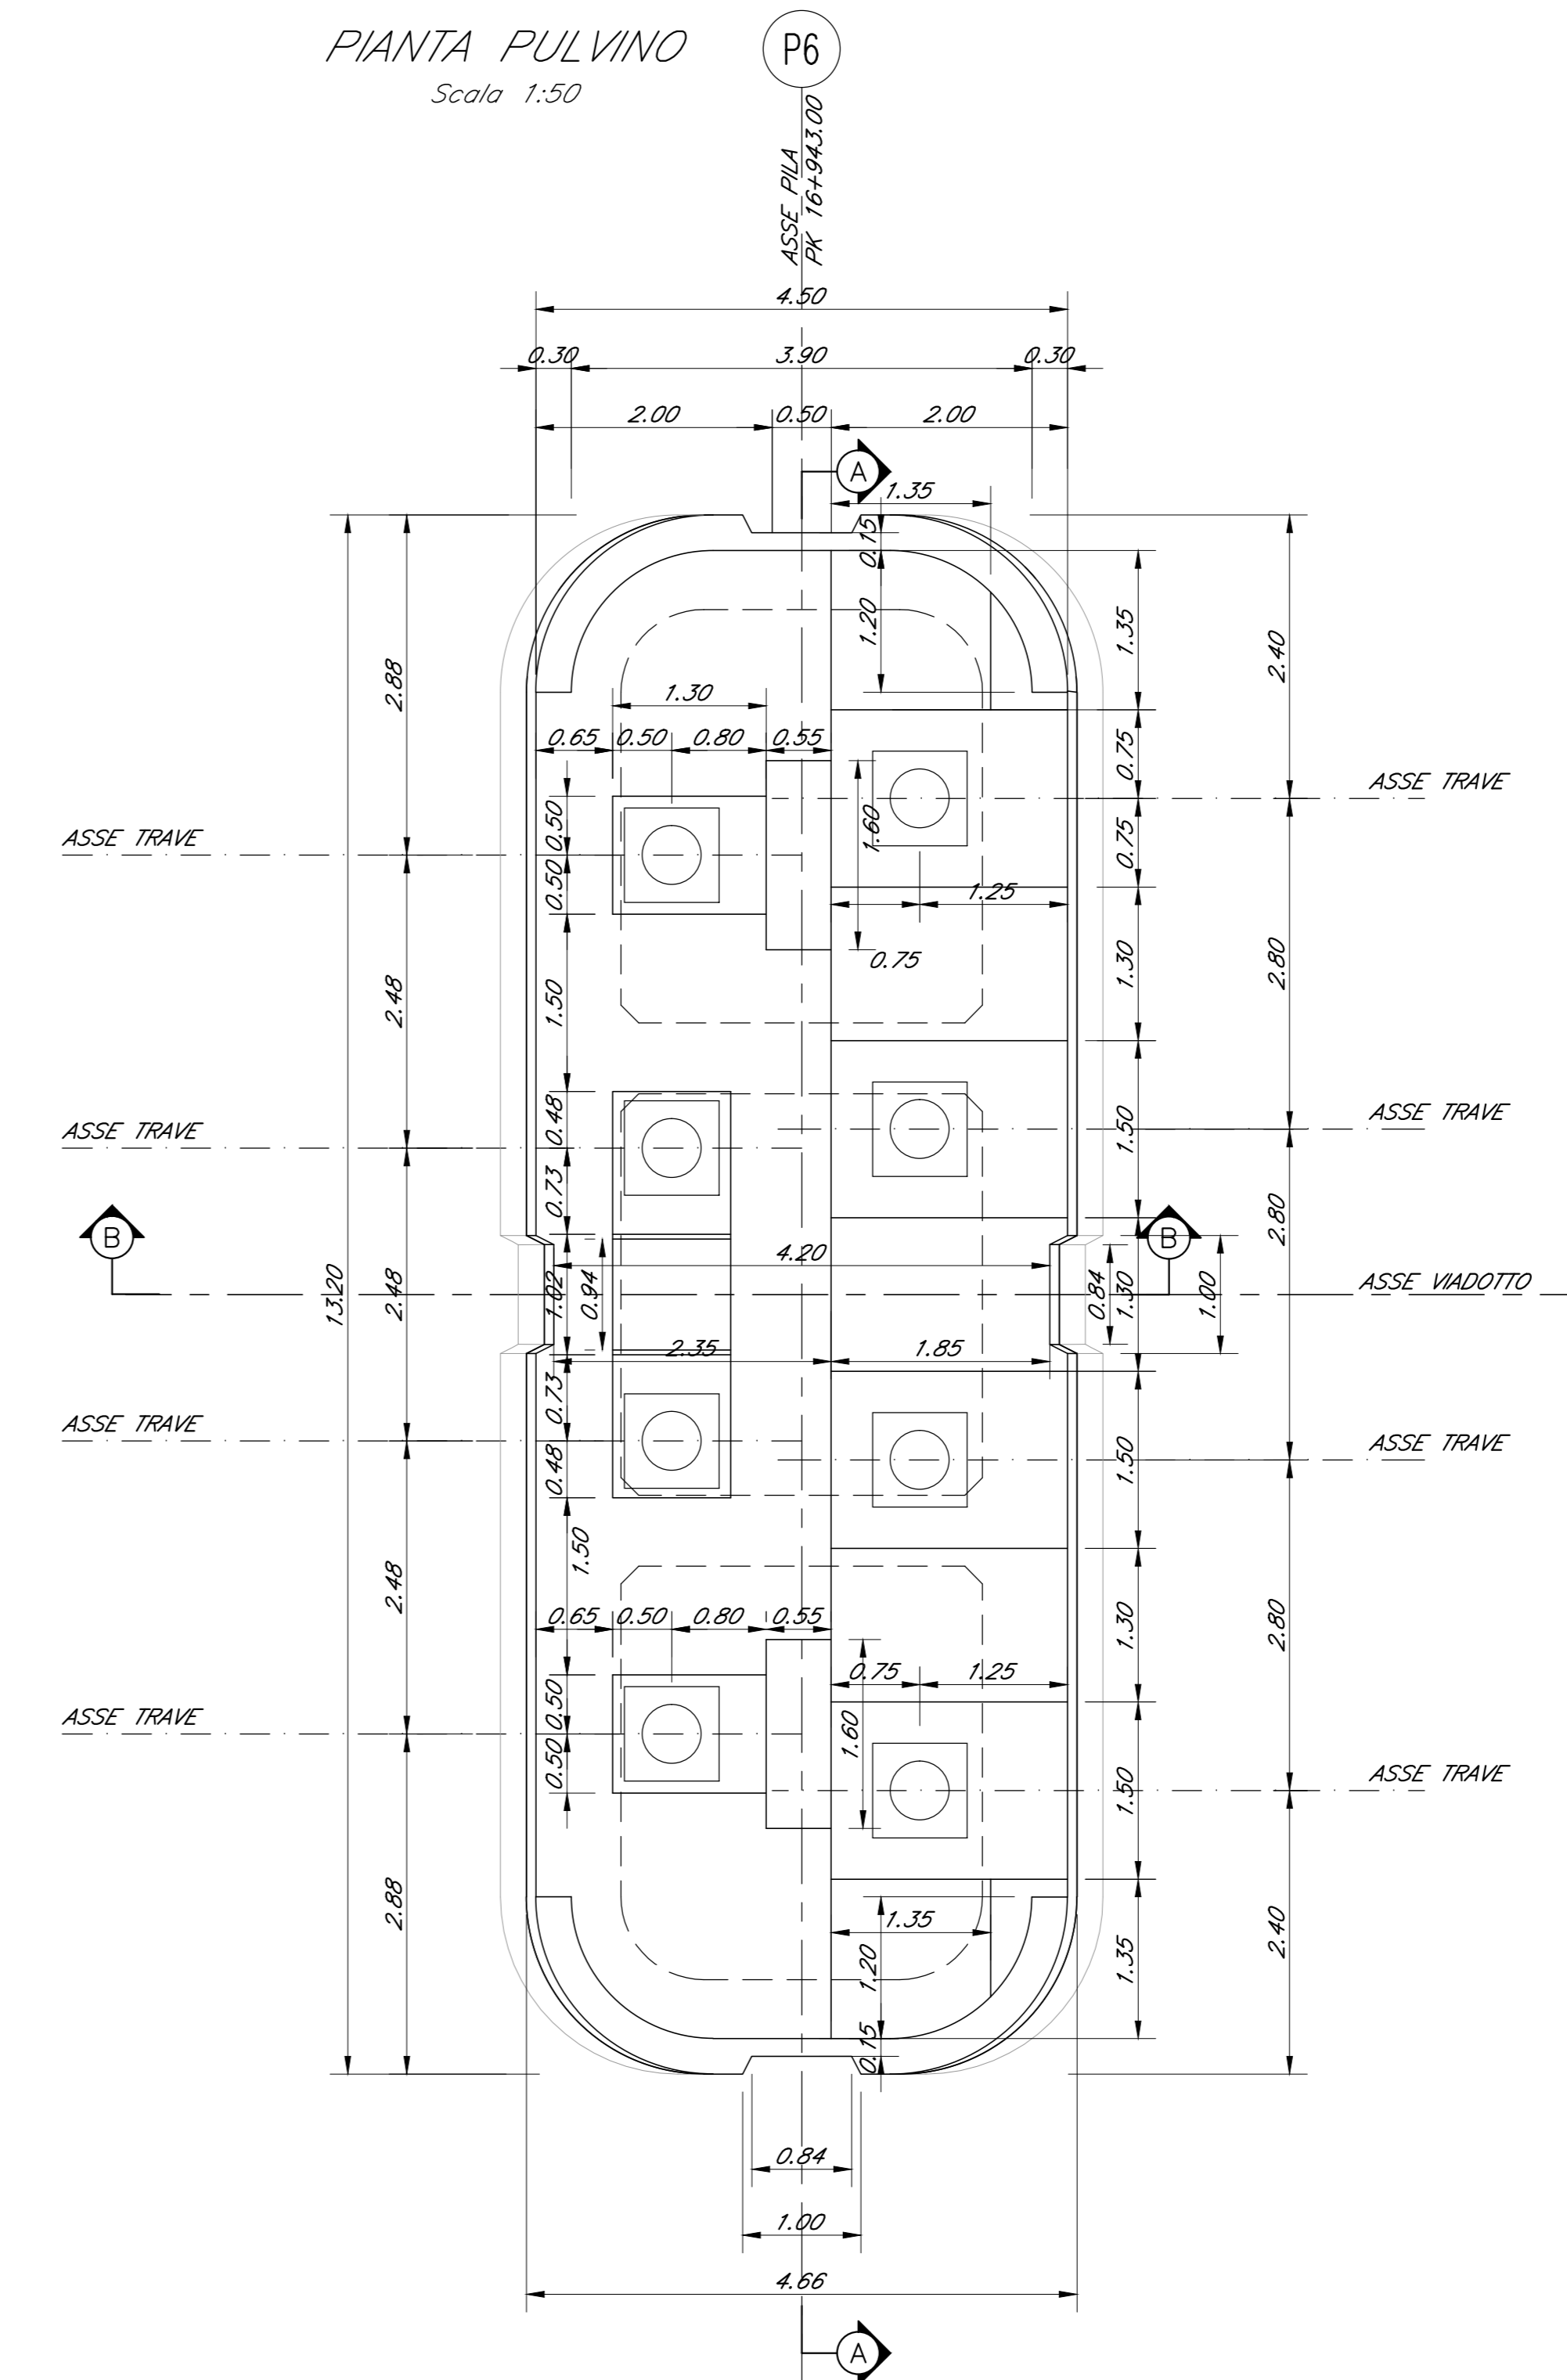 PIANTA PULVINO
P6
Scala 1:50
ASSE PILA
PK 16+943.00
4.50
0.30 3.90 0.30
2.00 0.50 2.00
A
1.35
0.15
1.20
1.35
2.88
2.40
1.30
0.65 0.50 0.80 0.55
0.75
ASSE TRAVE
0.50
1.60
0.75
ASSE TRAVE
0.50
1.25
0.75
1.30
2.80
2.48
1.50
ASSE TRAVE
0.48
1.50
ASSE TRAVE
0.73
2.48
2.80
B
B
4.20
13.20
1.02
0.94
0.84
1.30
1.00
ASSE VIADOTTO
2.35
1.85
0.73
ASSE TRAVE
0.48
1.50
ASSE TRAVE
1.50
2.48
1.30
2.80
0.65 0.50 0.80 0.55
0.75 1.25
0.50
ASSE TRAVE
1.60
0.50
1.50
ASSE TRAVE
2.88
1.35
1.20
1.35
2.40
0.15
0.84
1.00
4.66
A